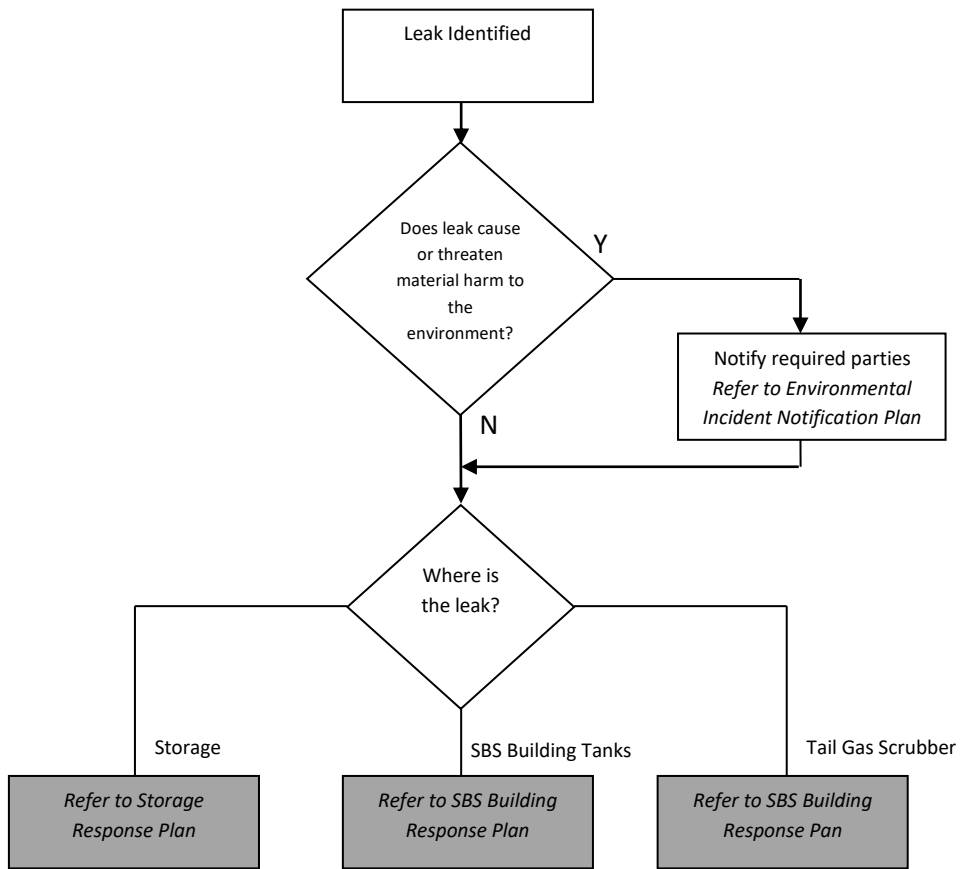 Leak Identified
Does leak cause
or threaten
material harm to
the
environment?
Y
Notify required parties
Refer to Environmental
Incident Notification Plan
N
Where is
the leak?
Storage
SBS Building Tanks
Tail Gas Scrubber
Refer to Storage
Response Plan
Refer to SBS Building
Response Plan
Refer to SBS Building
Response Pan